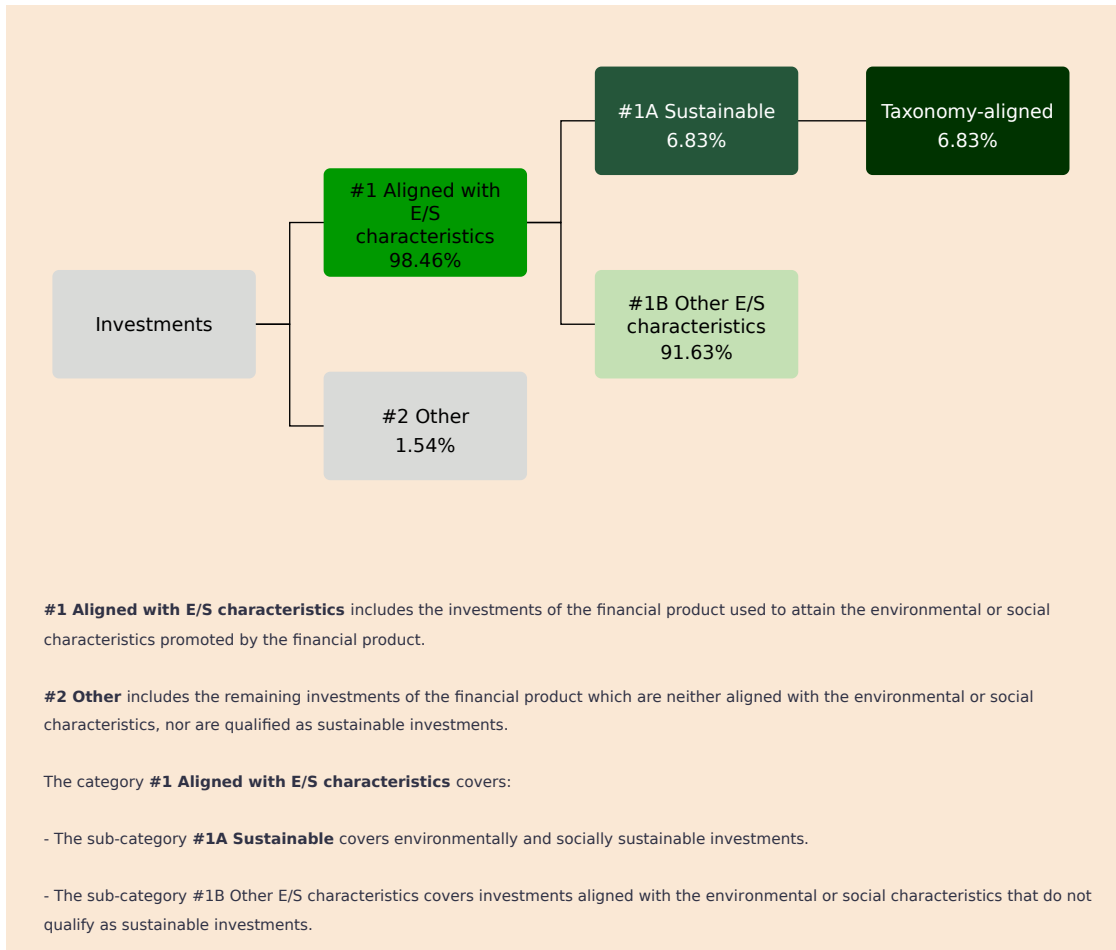 #1A Sustainable
6.83%
Taxonomy-aligned
6.83%
#1 Aligned with
E/S
characteristics
98.46%
Investments
#1B Other E/S
characteristics
91.63%
#2 Other
1.54%
#1 Aligned with E/S characteristics includes the investments of the financial product used to attain the environmental or social
characteristics promoted by the financial product.
#2 Other includes the remaining investments of the financial product which are neither aligned with the environmental or social
characteristics, nor are qualified as sustainable investments.
The category #1 Aligned with E/S characteristics covers:
- The sub-category #1A Sustainable covers environmentally and socially sustainable investments.
- The sub-category #1B Other E/S characteristics covers investments aligned with the environmental or social characteristics that do not
qualify as sustainable investments.